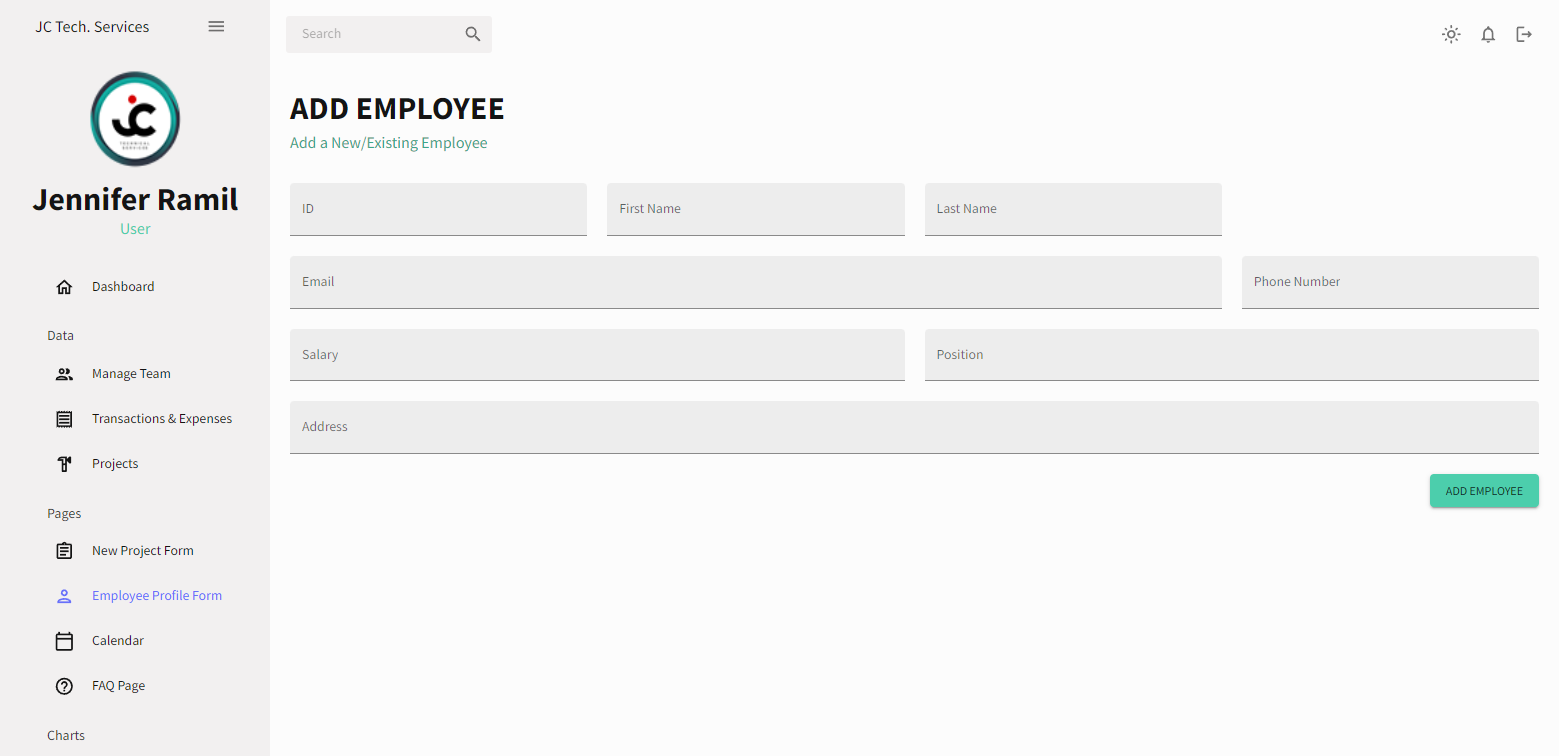 JC Tech. Services
Search
JC
TECHNICAL
SERVICES
Jennifer Ramil
User
Dashboard
Data
Manage Team
Transactions & Expenses
Projects
Pages
New Project Form
Employee Profile Form
Calendar
FAQ Page
Charts
ADD EMPLOYEE
Add a New/Existing Employee
ID
First Name
Last Name
Email
Phone Number
Salary
Position
Address
ADD EMPLOYEE